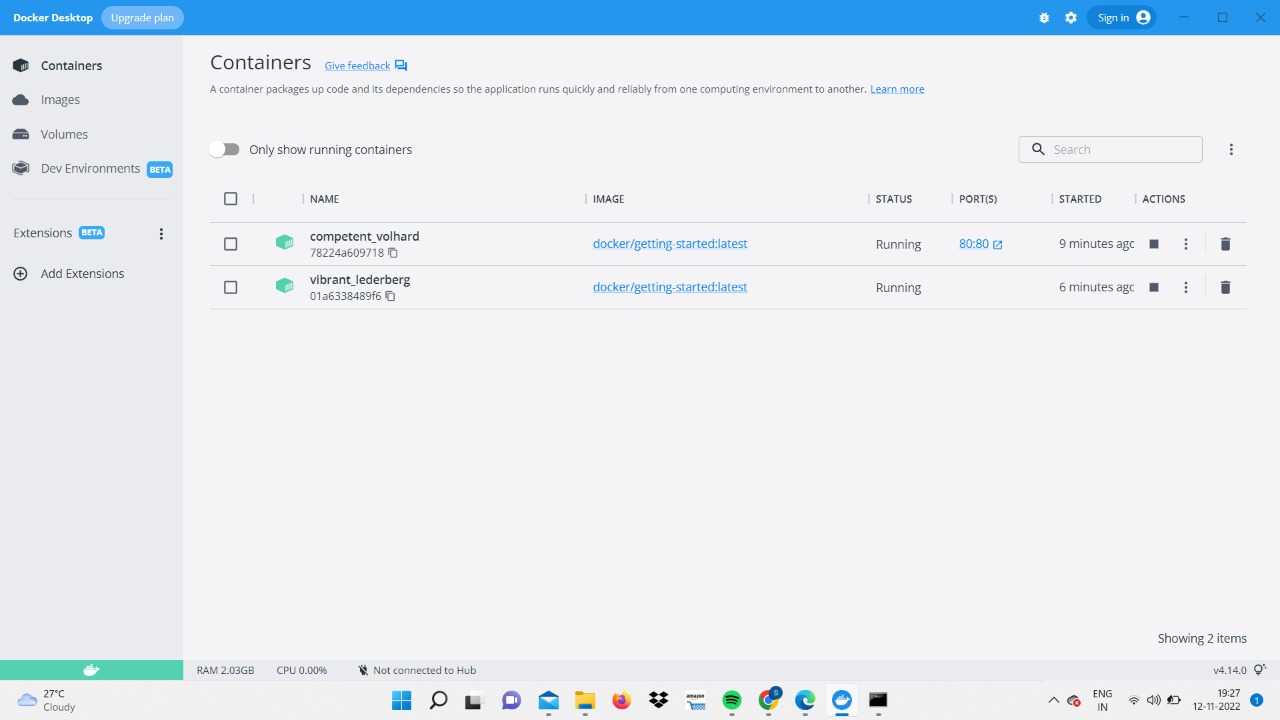 Docker Desktop Upgrade plan Sign in
Containers
Images
Volumes
Dev Environments BETA
Extensions BETA
Add Extensions
Containers Give feedback
A container packages up code and its dependencies so the application runs quickly and reliably from one computing environment to another. Learn more
Only show running containers Search
NAME IMAGE STATUS PORT(S) STARTED ACTIONS
competent_volhard docker/getting-started:latest Running 80:80 9 minutes ago
78224a609718
vibrant_lederberg docker/getting-started:latest Running 6 minutes ago
01a6338489f6
Showing 2 items
RAM 2.03GB CPU 0.00% Not connected to Hub v4.14.0
27°C
Cloudy
amazon
S
ENG
IN
19:27
12-11-2022
1